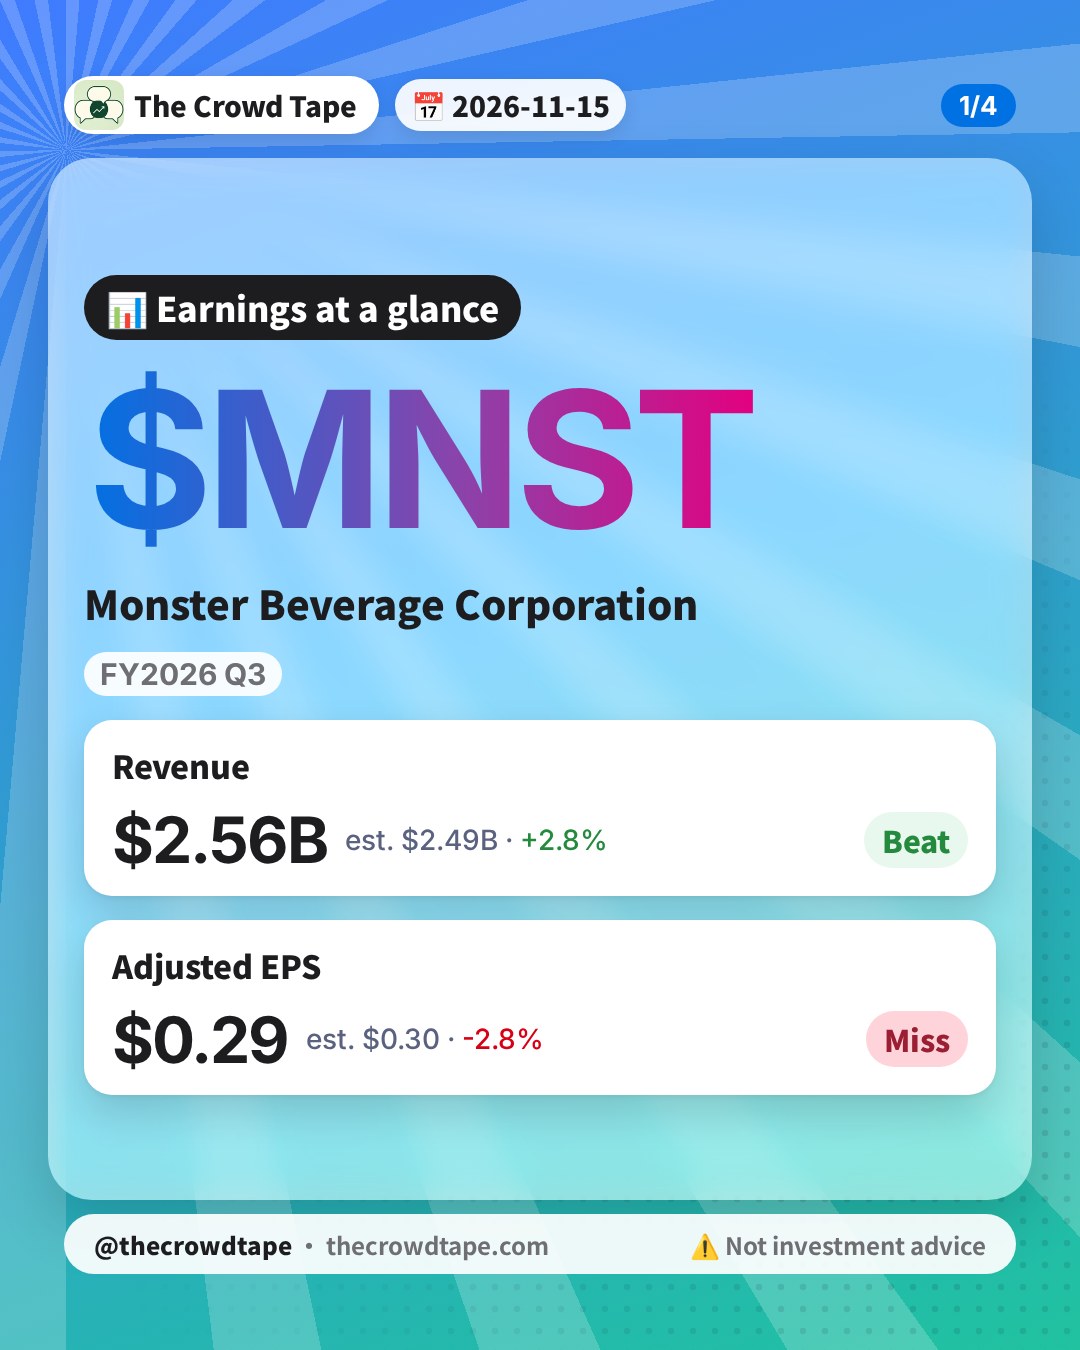 The Crowd Tape
July 17 2026-11-15
1/4
📊 Earnings at a glance
$MNST
Monster Beverage Corporation
FY2026 Q3
Revenue
$2.56B est. $2.49B · +2.8% Beat
Adjusted EPS
$0.29 est. $0.30 · -2.8% Miss
@thecrowdtape • thecrowdtape.com ⚠️ Not investment advice